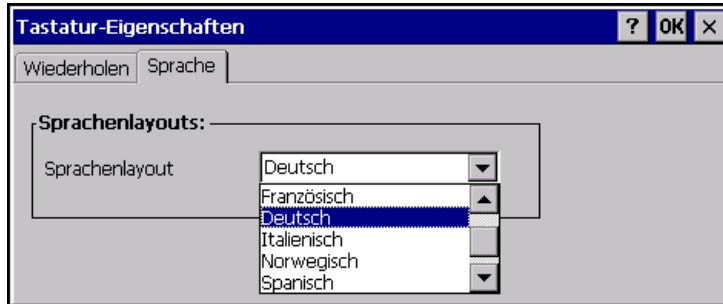 Tastatur-Eigenschaften ? OK ×
Wiederholen Sprache
Sprachenlayouts:
Sprachenlayout Deutsch
Französisch
Deutsch
Italienisch
Norwegisch
Spanisch